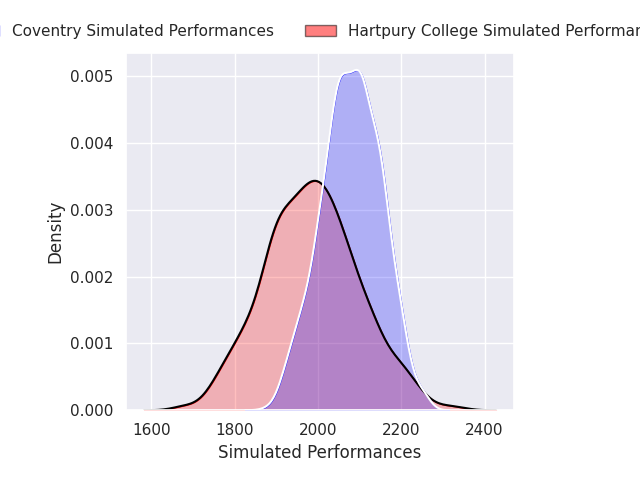 Coventry Simulated Performances
Hartpury College Simulated Performan
0.005
0.004
0.003
0.002
0.001
0.000
Density
1600 1800 2000 2200 2400
Simulated Performances